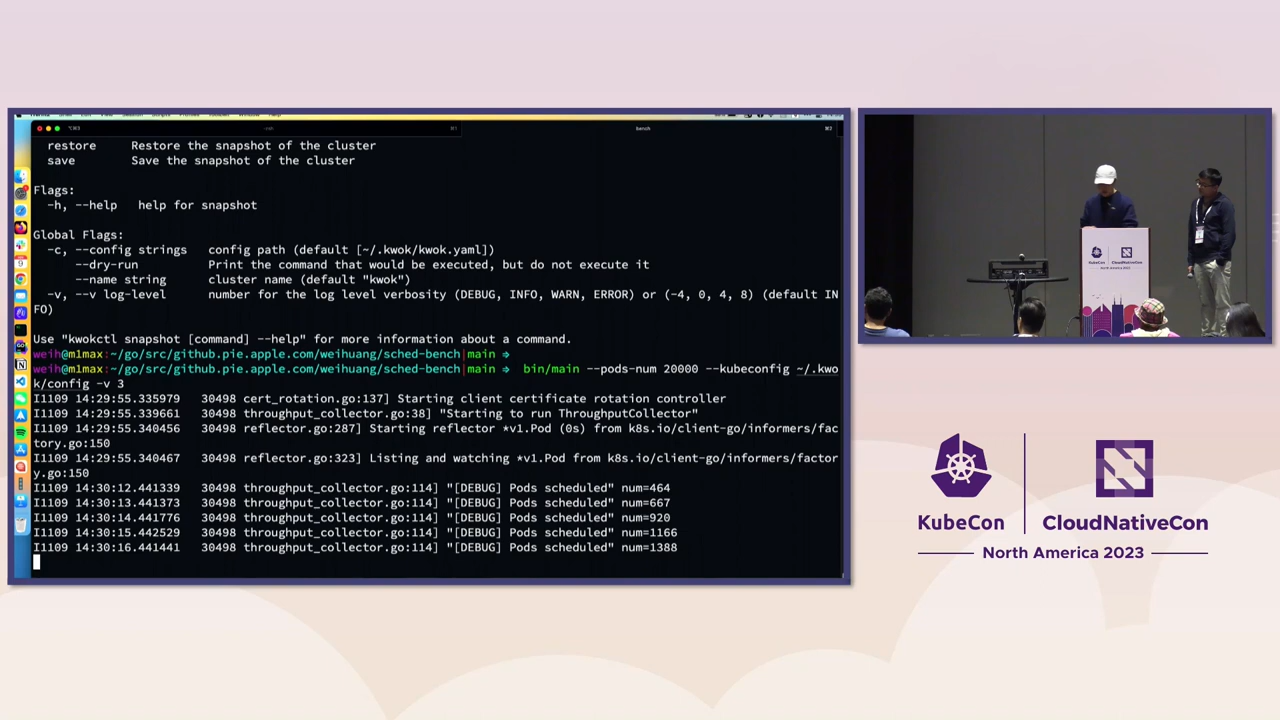 ⌥⌘3
-zsh
⌘1
bench
⌘2
restore Restore the snapshot of the cluster
save Save the snapshot of the cluster
Flags:
-h, --help help for snapshot
Global Flags:
-c, --config strings config path (default [~/.kwok/kwok.yaml])
--dry-run Print the command that would be executed, but do not execute it
--name string cluster name (default "kwok")
-v, --v log-level number for the log level verbosity (DEBUG, INFO, WARN, ERROR) or (-4, 0, 4, 8) (default IN
FO)
Use "kwokctl snapshot [command] --help" for more information about a command.
weih@m1max:~/go/src/github.pie.apple.com/weihuang/sched-bench|main ⇒
weih@m1max:~/go/src/github.pie.apple.com/weihuang/sched-bench|main ⇒ bin/main --pods-num 20000 --kubeconfig ~/.kwo
k/config -v 3
I1109 14:29:55.335979 30498 cert_rotation.go:137] Starting client certificate rotation controller
I1109 14:29:55.339661 30498 throughput_collector.go:38] "Starting to run ThroughputCollector"
I1109 14:29:55.340456 30498 reflector.go:287] Starting reflector *v1.Pod (0s) from k8s.io/client-go/informers/fac
tory.go:150
I1109 14:29:55.340467 30498 reflector.go:323] Listing and watching *v1.Pod from k8s.io/client-go/informers/factor
y.go:150
I1109 14:30:12.441339 30498 throughput_collector.go:114] "[DEBUG] Pods scheduled" num=464
I1109 14:30:13.441373 30498 throughput_collector.go:114] "[DEBUG] Pods scheduled" num=667
I1109 14:30:14.441776 30498 throughput_collector.go:114] "[DEBUG] Pods scheduled" num=920
I1109 14:30:15.442529 30498 throughput_collector.go:114] "[DEBUG] Pods scheduled" num=1166
I1109 14:30:16.441441 30498 throughput_collector.go:114] "[DEBUG] Pods scheduled" num=1388
KubeCon
CloudNativeCon
North America 2023
KubeCon
CloudNativeCon
North America 2023